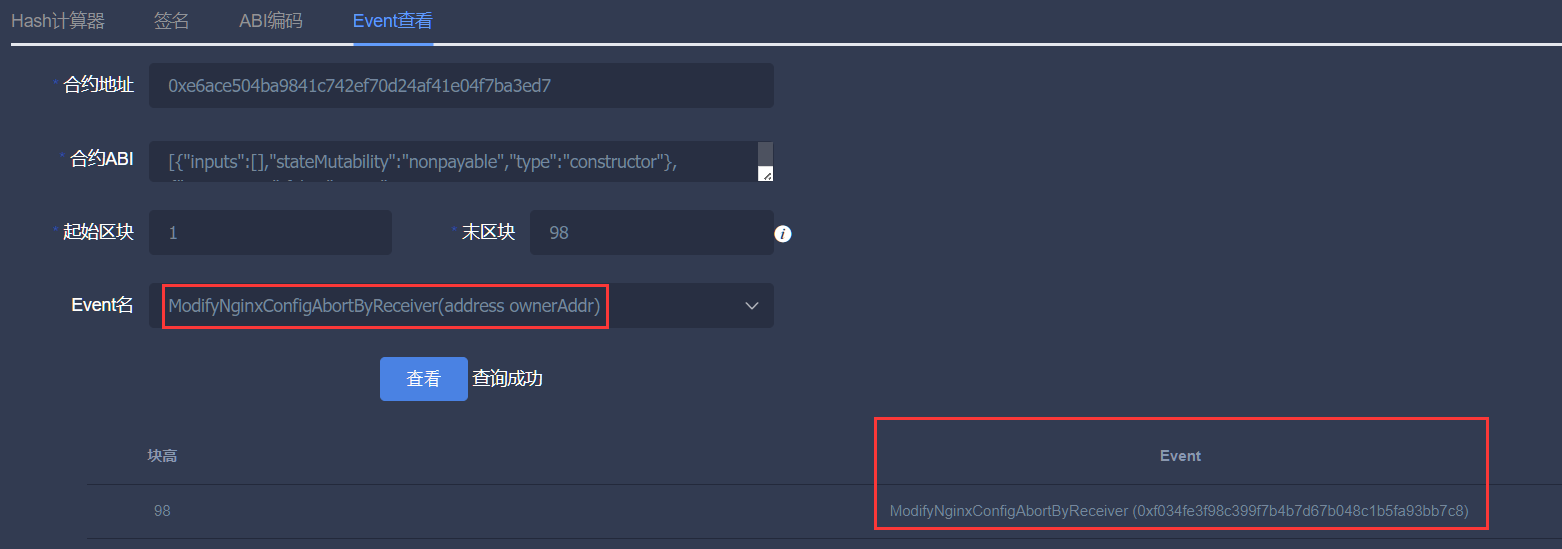 Hash计算器 签名 ABI编码 Event查看
* 合约地址 0xe6ace504ba9841c742ef70d24af41e04f7ba3ed7
* 合约ABI [{"inputs":[],"stateMutability":"nonpayable","type":"constructor"},
* 起始区块 1 * 末区块 98 i
Event名 ModifyNginxConfigAbortByReceiver(address ownerAddr)
查看 查询成功
块高 Event
98 ModifyNginxConfigAbortByReceiver (0xf034fe3f98c399f7b4b7d67b048c1b5fa93bb7c8)